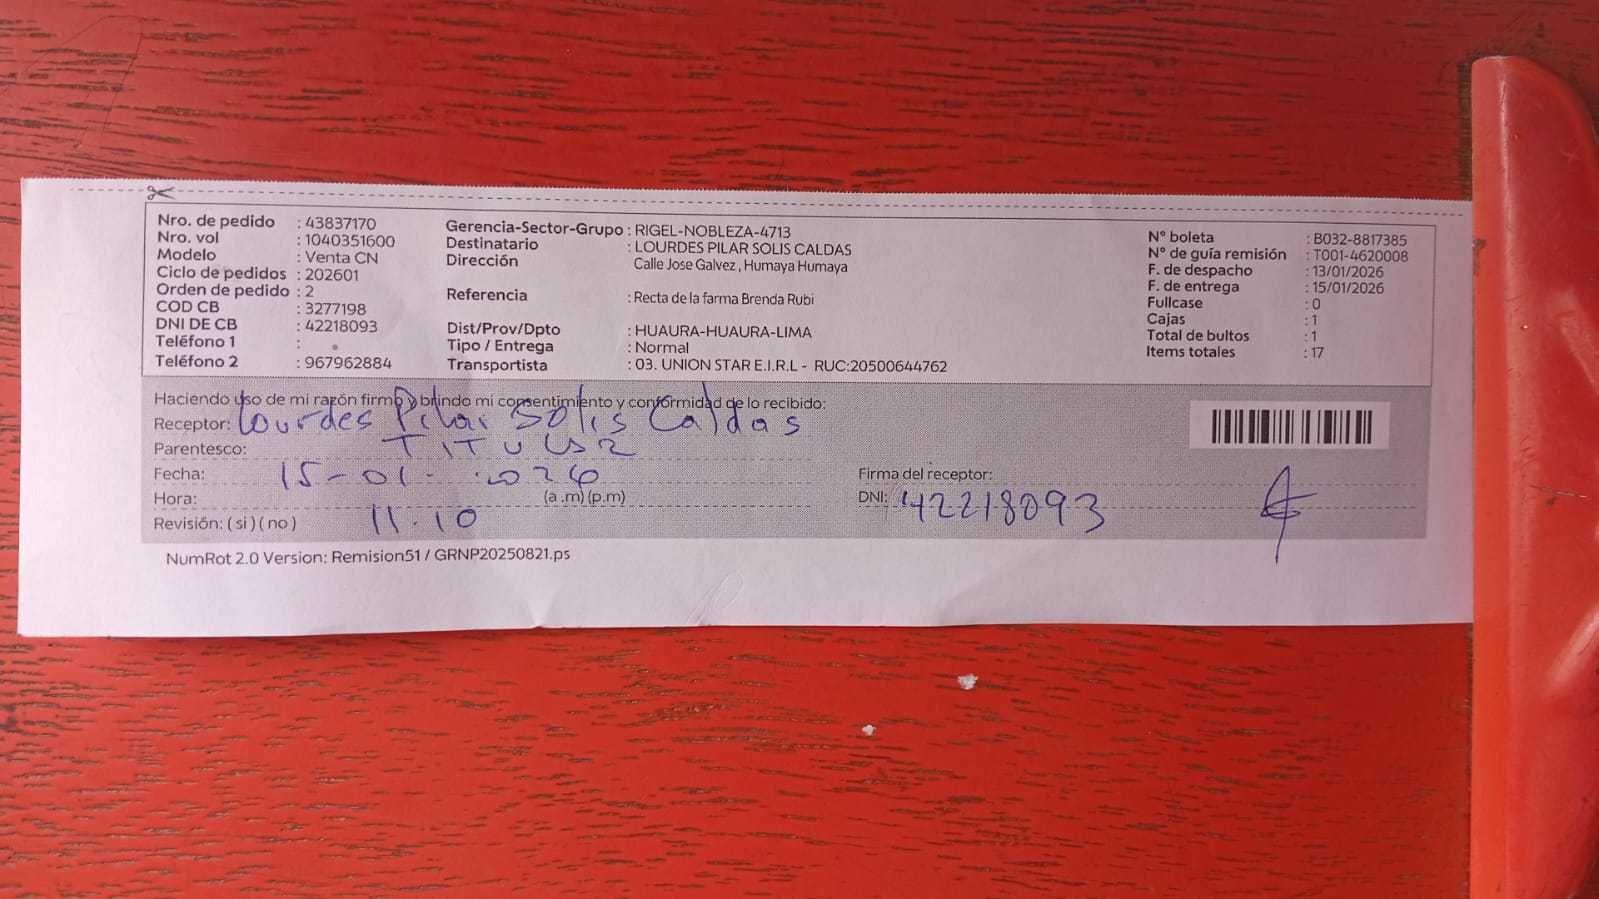 Nro. de pedido : 43837170
Nro. vol : 1040351600
Modelo : Venta CN
Ciclo de pedidos : 202601
Orden de pedido : 2
COD CB : 3277198
DNI DE CB : 42218093
Teléfono 1 :
Teléfono 2 : 967962884
Gerencia-Sector-Grupo : RIGEL-NOBLEZA-4713
Destinatario : LOURDES PILAR SOLIS CALDAS
Dirección Calle Jose Galvez , Humaya Humaya
Referencia : Recta de la farma Brenda Rubi
Dist/Prov/Dpto : HUAURA-HUAURA-LIMA
Tipo / Entrega : Normal
Transportista : 03. UNION STAR E.I.R.L - RUC:20500644762
N° boleta : B032-8817385
N° de guía remisión : T001-4620008
F. de despacho : 13/01/2026
F. de entrega : 15/01/2026
Fullcase : 0
Cajas : 1
Total de bultos : 1
Items totales : 17
Haciendo uso de mi razón firmo y brindo mi consentimiento y conformidad de lo recibido:
Receptor: Lourdes Pilar Solis Caldas
Parentesco: TITULAR
Fecha: 15-01-2026
Hora: (a .m) (p.m)
Revisión: ( si ) ( no ) 11.10
Firma del receptor:
DNI: 42218093
NumRot 2.0 Version: Remision51 / GRNP20250821.ps